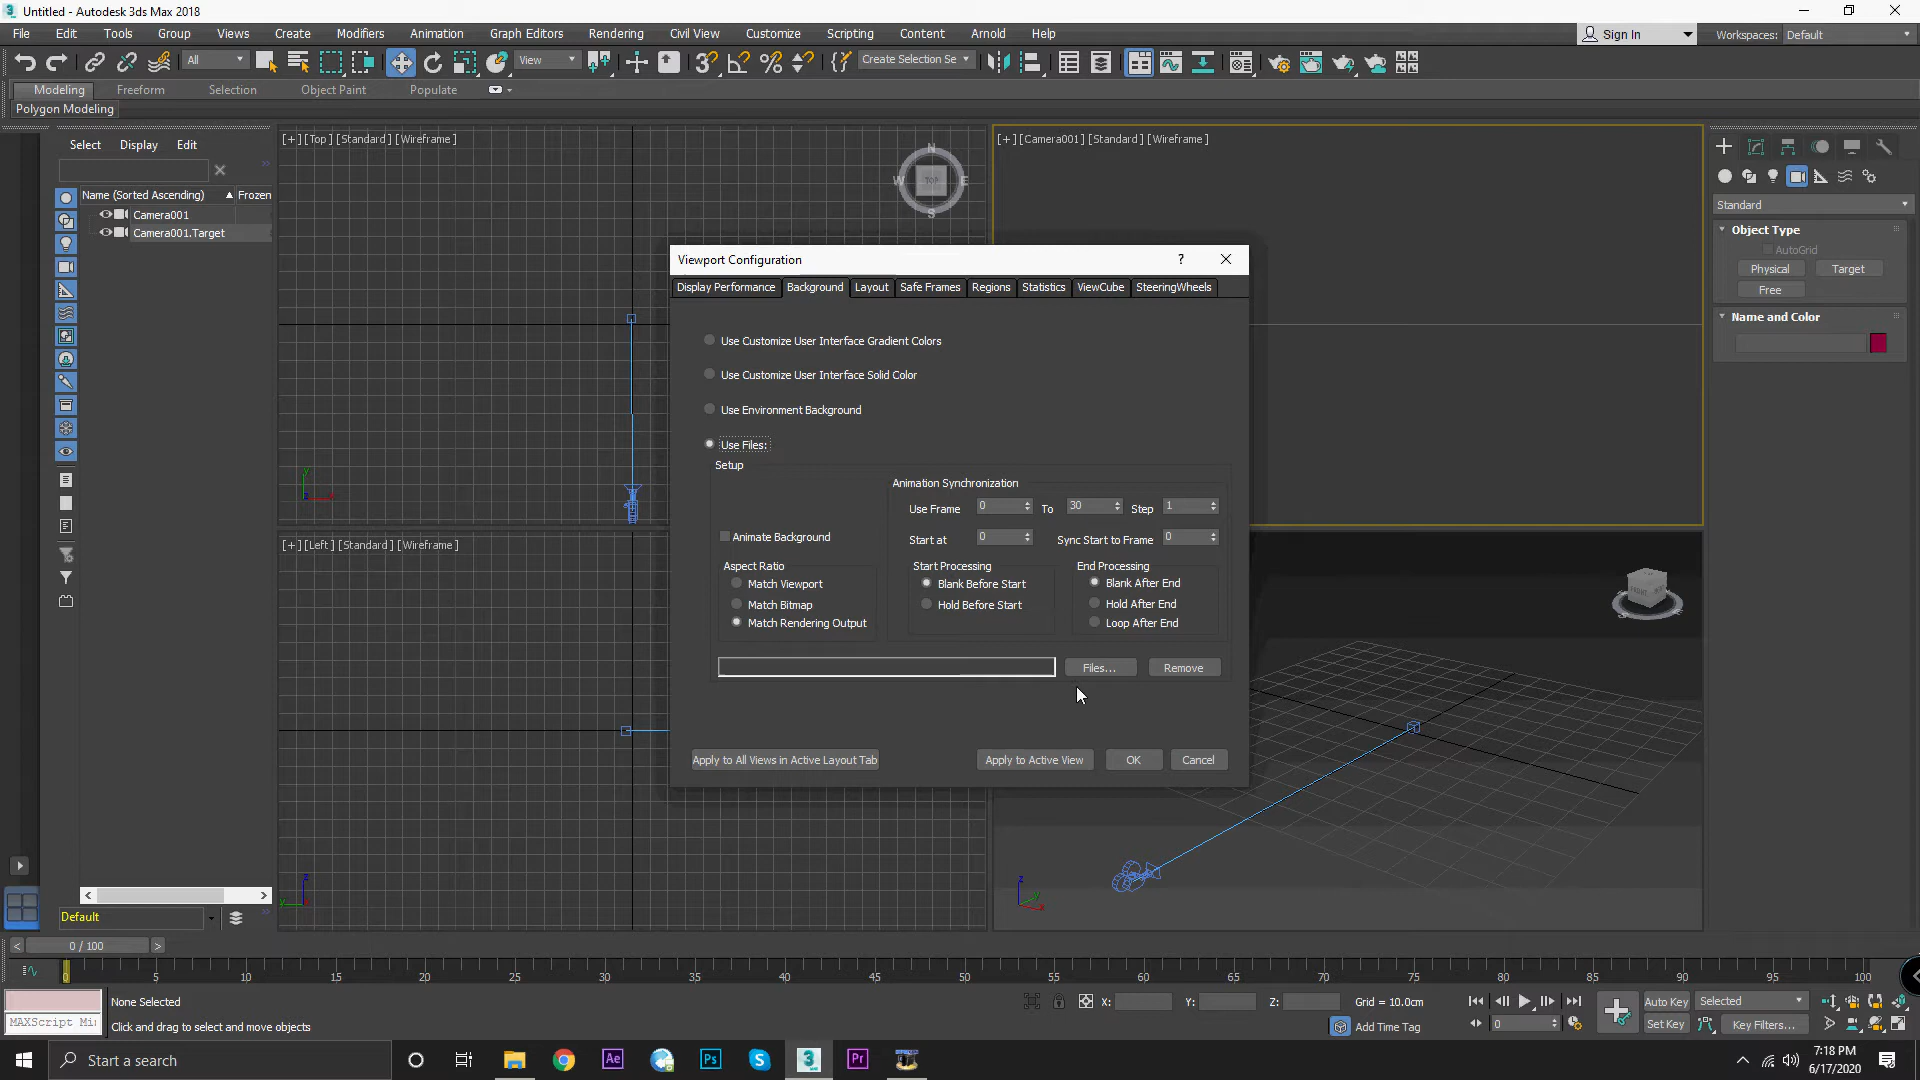 Untitled - Autodesk 3ds Max 2018
File Edit Tools Group Views Create Modifiers Animation Graph Editors Rendering Civil View Customize Scripting Content Arnold Help
Sign In
Workspaces: Default
All
View
Create Selection Se
Modeling Freeform Selection Object Paint Populate
Polygon Modeling
Select Display Edit
Name (Sorted Ascending) Frozen
Camera001
Camera001.Target
[+] [Top] [Standard] [Wireframe]
N
W TOP E
S
[+] [Camera001] [Standard] [Wireframe]
Standard
Object Type
AutoGrid
Physical Target
Free
Name and Color
Viewport Configuration
?
Display Performance Background Layout Safe Frames Regions Statistics ViewCube SteeringWheels
Use Customize User Interface Gradient Colors
Use Customize User Interface Solid Color
Use Environment Background
Use Files:
Setup
Animation Synchronization
Use Frame 0 To 30 Step 1
Animate Background
Start at 0 Sync Start to Frame 0
Aspect Ratio
Match Viewport
Match Bitmap
Match Rendering Output
Start Processing
Blank Before Start
Hold Before Start
End Processing
Blank After End
Hold After End
Loop After End
Files... Remove
Apply to All Views in Active Layout Tab Apply to Active View OK Cancel
[+] [Left] [Standard] [Wireframe]
FRONT
Default
0 / 100
0 5 10 15 20 25 30 35 40 45 50 55 60 65 70 75 80 85 90 95 100
None Selected
X: Y: Z: Grid = 10.0cm
Auto Key Selected
MAXScript Mi
Click and drag to select and move objects
Add Time Tag
0
Set Key Key Filters...
Start a search
Ae
Ps
S
3
Pr
7:18 PM
6/17/2020